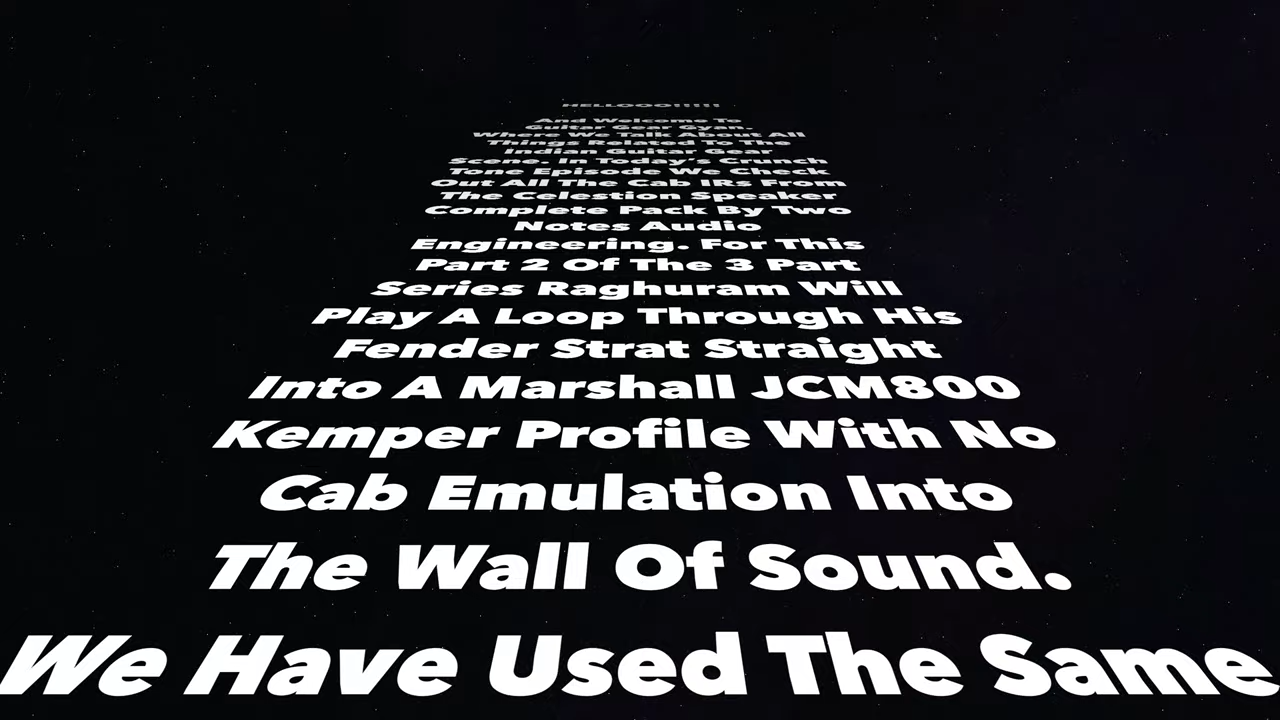 HELLOOO!!!!!
And Welcome To
Guitar Gear Gyan.
Where We Talk About All
Things Related To The
Indian Guitar Gear
Scene. In Today's Crunch
Tone Episode We Check
Out All The Cab IRs From
The Celestion Speaker
Complete Pack By Two
Notes Audio
Engineering. For This
Part 2 Of The 3 Part
Series Raghuram Will
Play A Loop Through His
Fender Strat Straight
Into A Marshall JCM800
Kemper Profile With No
Cab Emulation Into
The Wall Of Sound.
We Have Used The Same